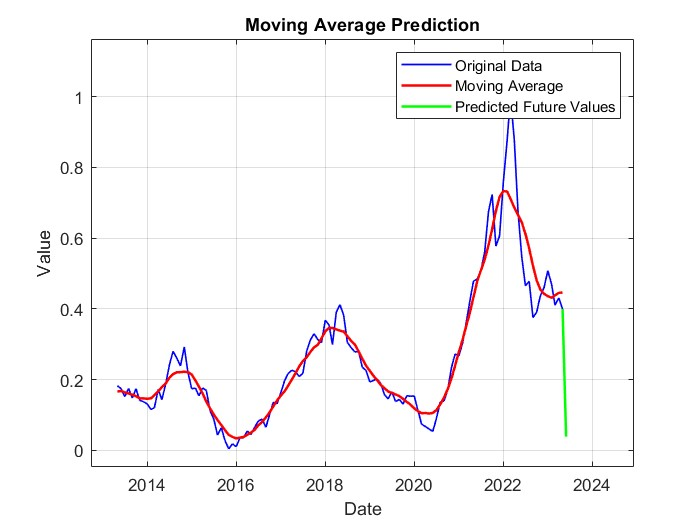 Moving Average Prediction
Original Data
Moving Average
Predicted Future Values
1
0.8
0.6
0.4
0.2
0
Value
2014
2016
2018
2020
2022
2024
Date